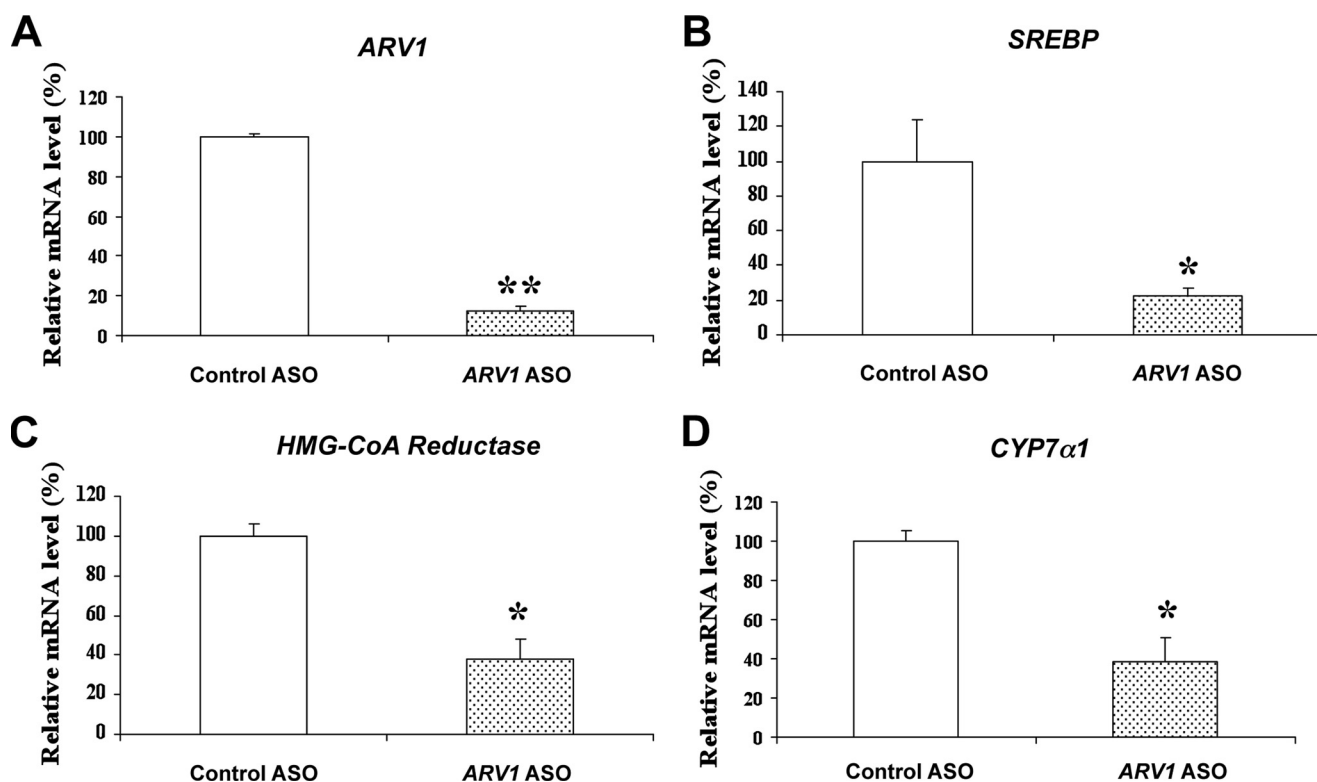 A
ARV1
Relative mRNA level (%)
120
100
80
60
40
20
0
**
Control ASO
ARV1 ASO
B
SREBP
Relative mRNA level (%)
140
120
100
80
60
40
20
0
*
Control ASO
ARV1 ASO
C
HMG-CoA Reductase
Relative mRNA level (%)
120
100
80
60
40
20
0
*
Control ASO
ARV1 ASO
D
CYP7α1
Relative mRNA level (%)
120
100
80
60
40
20
0
*
Control ASO
ARV1 ASO